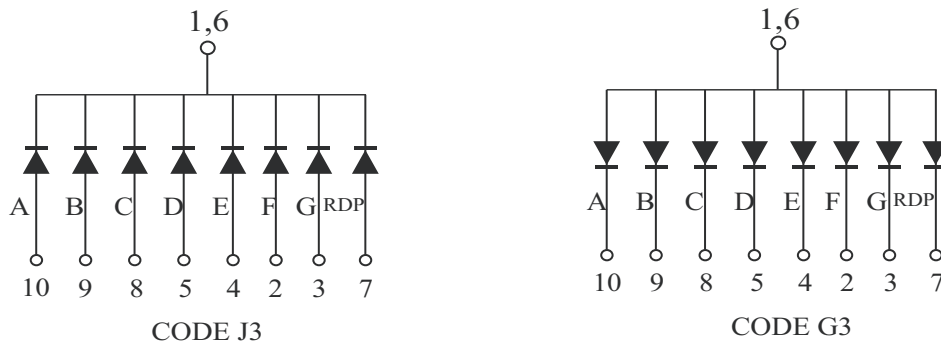 1,6 1,6
A B C D E F G RDP A B C D E F G RDP
10 9 8 5 4 2 3 7 10 9 8 5 4 2 3 7
CODE J3 CODE G3